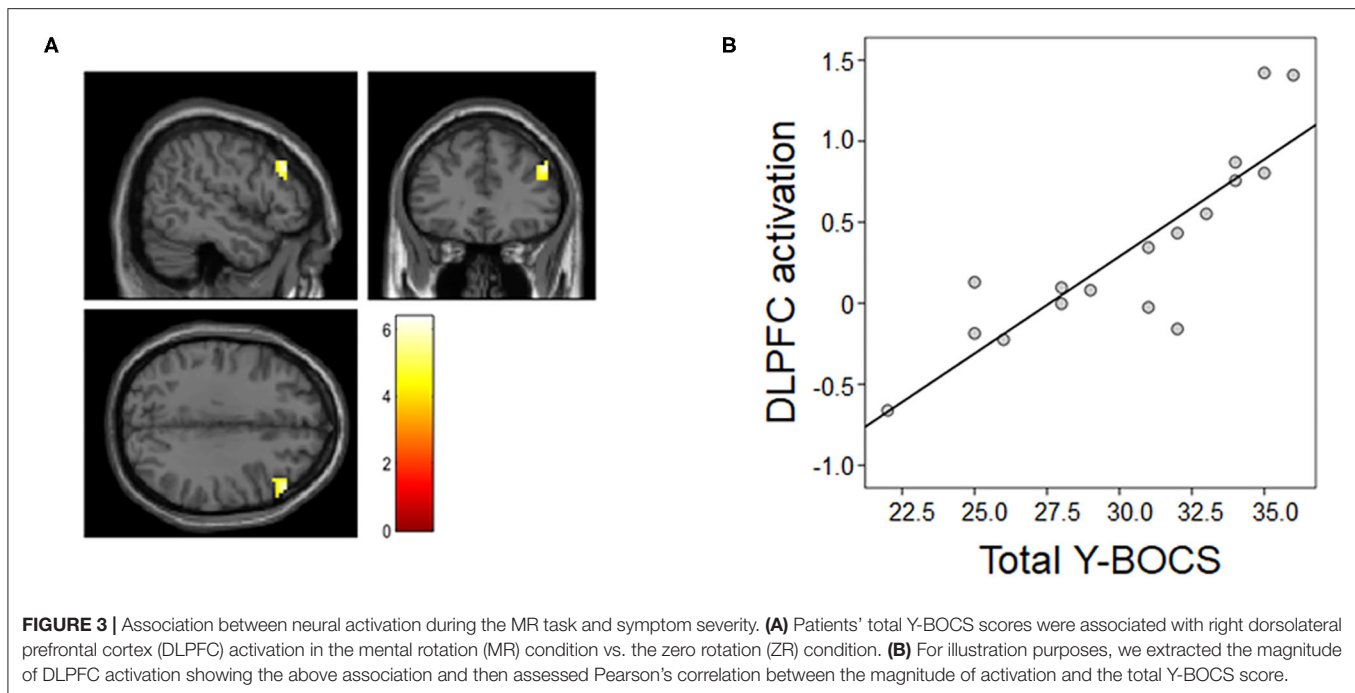 A
B
6
4
2
0
DLPFC activation
1.5
1.0
0.5
0
-0.5
-1.0
22.5 25.0 27.5 30.0 32.5 35.0
Total Y-BOCS
FIGURE 3 | Association between neural activation during the MR task and symptom severity. (A) Patients' total Y-BOCS scores were associated with right dorsolateral
prefrontal cortex (DLPFC) activation in the mental rotation (MR) condition vs. the zero rotation (ZR) condition. (B) For illustration purposes, we extracted the magnitude
of DLPFC activation showing the above association and then assessed Pearson's correlation between the magnitude of activation and the total Y-BOCS score.